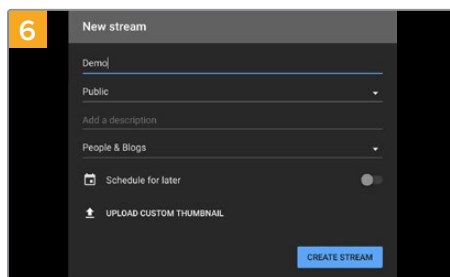 6
New stream
Demo
Public
Add a description
People & Blogs
Schedule for later
UPLOAD CUSTOM THUMBNAIL
CREATE STREAM